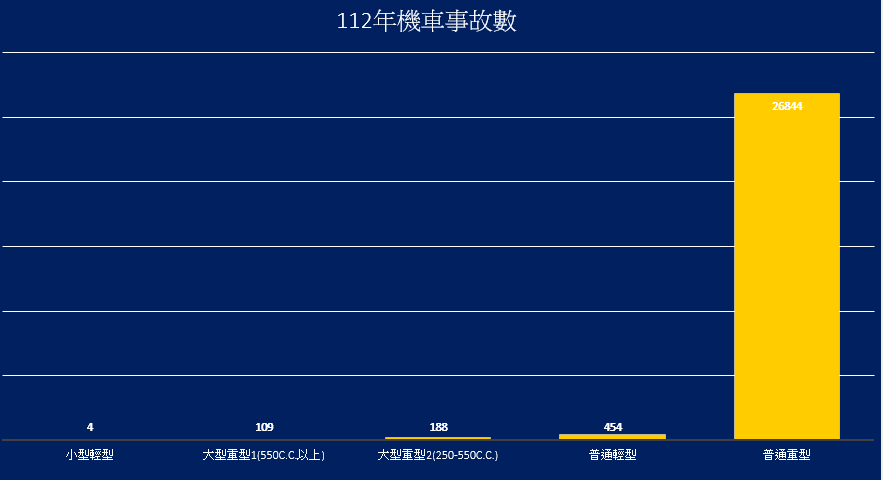 112年機車事故數
26844
4
109
188
454
小型輕型
大型重型1(550C.C.以上)
大型重型2(250-550C.C.)
普通輕型
普通重型